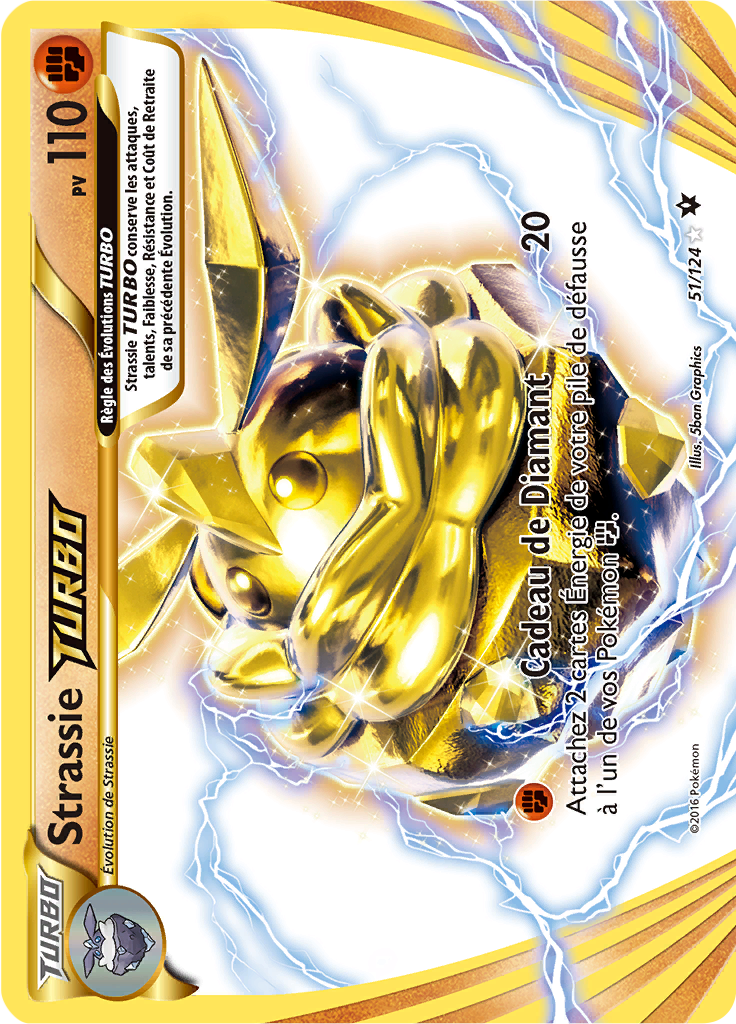 TURBO
Strassie TURBO
PV 110
Évolution de Strassie
Règle des Évolutions TURBO
Strassie TURBO conserve les attaques,
talents, Faiblesse, Résistance et Coût de Retraite
de sa précédente Évolution.
Cadeau de Diamant 20
Attachez 2 cartes Énergie de votre pile de défausse
à l'un de vos Pokémon.
©2016 Pokémon
Illus. 5ban Graphics
51/124